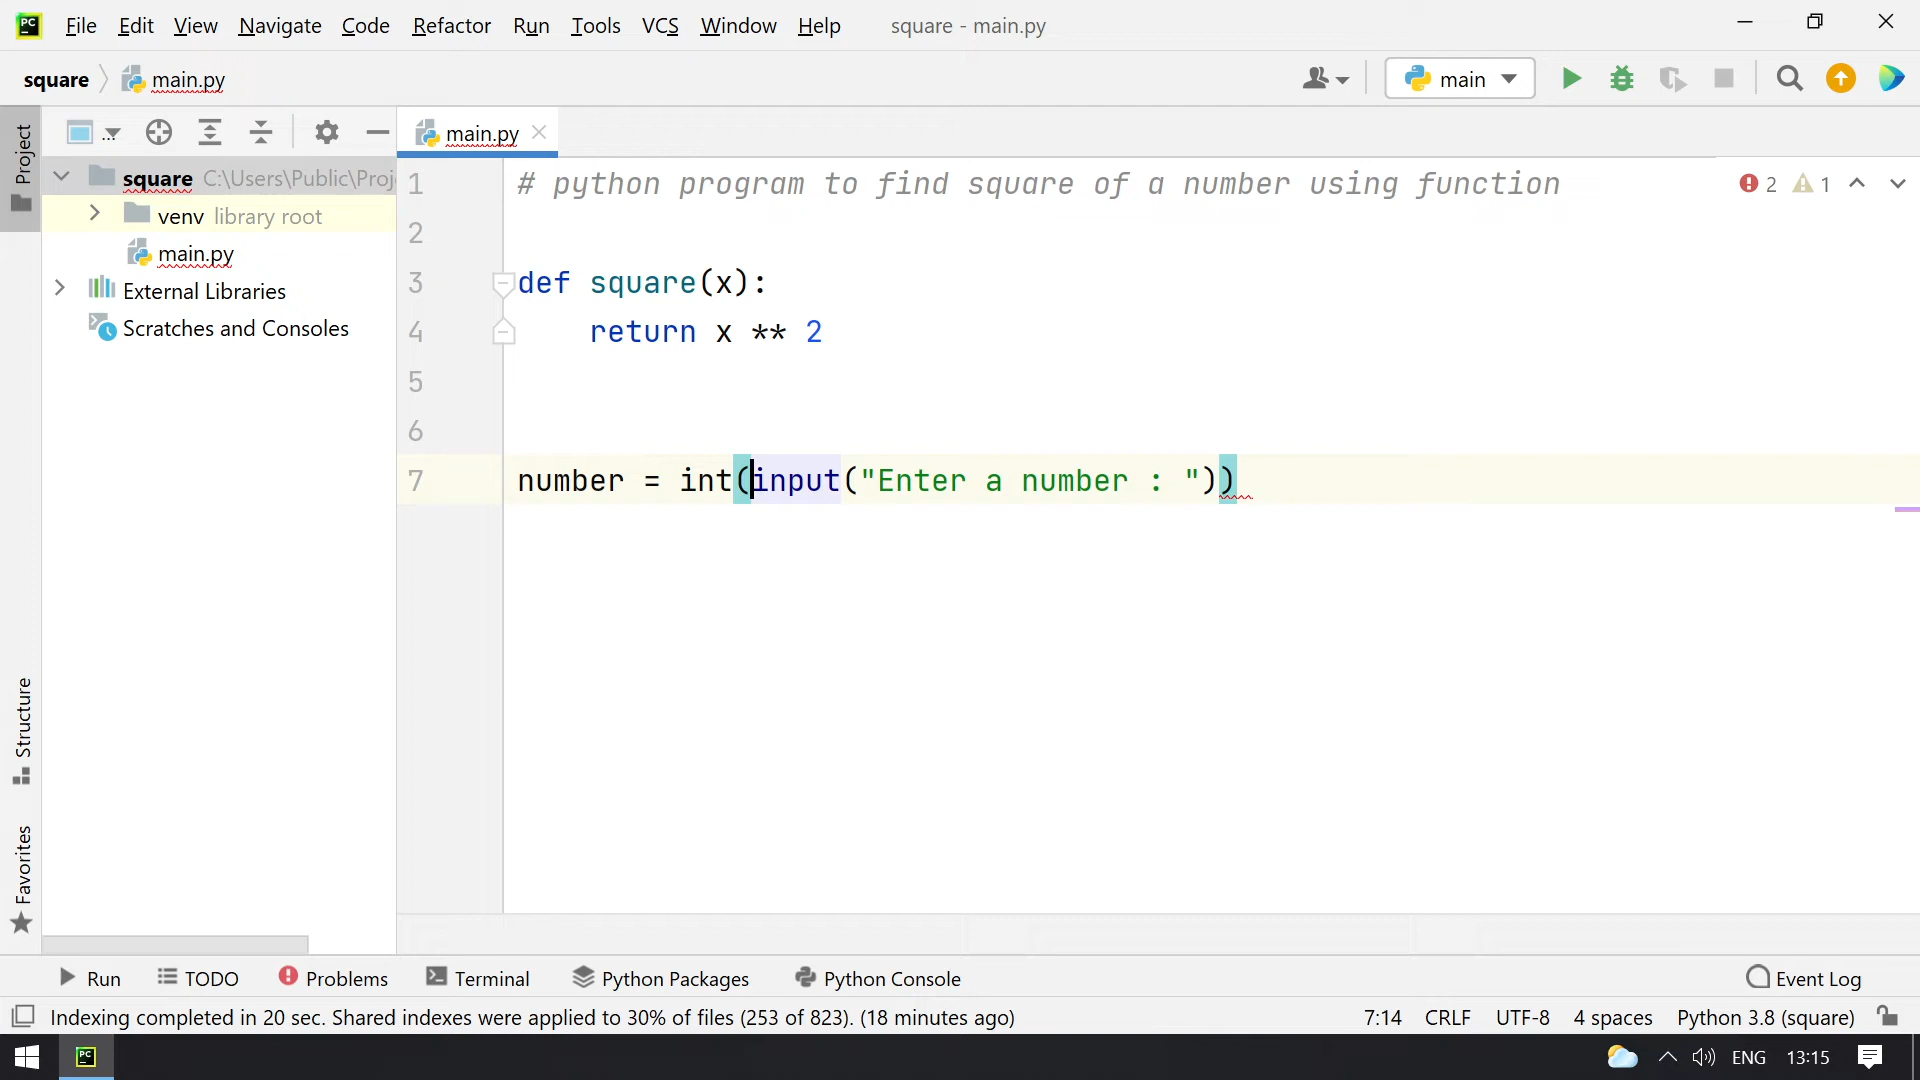 PC
File Edit View Navigate Code Refactor Run Tools VCS Window Help square - main.py
square main.py
main
Project
...
main.py
square C:\Users\Public\Proj
venv library root
main.py
External Libraries
Scratches and Consoles
1 # python program to find square of a number using function
2 1
2
3 def square(x):
4 return x ** 2
5
6
7 number = int(input("Enter a number : "))
Structure
Favorites
Run TODO Problems Terminal Python Packages Python Console Event Log
Indexing completed in 20 sec. Shared indexes were applied to 30% of files (253 of 823). (18 minutes ago) 7:14 CRLF UTF-8 4 spaces Python 3.8 (square)
PC ENG 13:15